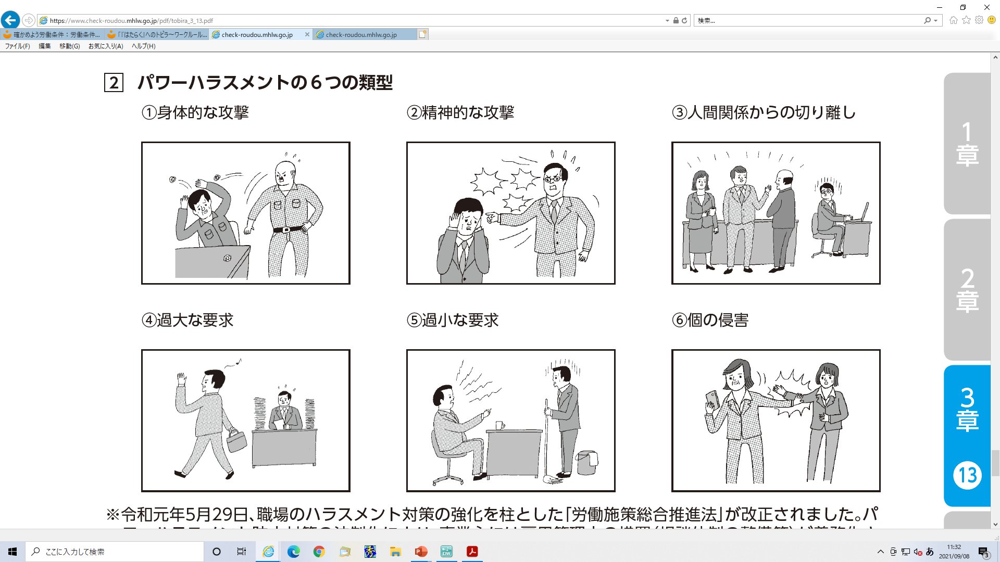 https://www.check-roudou.mhlw.go.jp/pdf/tobira_3_13.pdf
検索...
確かめよう労働条件：労働条件...
「『はたらく』へのトビラ～ワークルール...
check-roudou.mhlw.go.jp
check-roudou.mhlw.go.jp
ファイル(F) 編集 移動(G) お気に入り(A) ヘルプ(H)
2 パワーハラスメントの６つの類型
①身体的な攻撃
②精神的な攻撃
③人間関係からの切り離し
④過大な要求
⑤過小な要求
⑥個の侵害
※令和元年5月29日、職場のハラスメント対策の強化を柱とした「労働施策総合推進法」が改正されました。パ
1章
2章
3章
13
ここに入力して検索
P
DW
秀
あ
11:32
2021/09/08
3